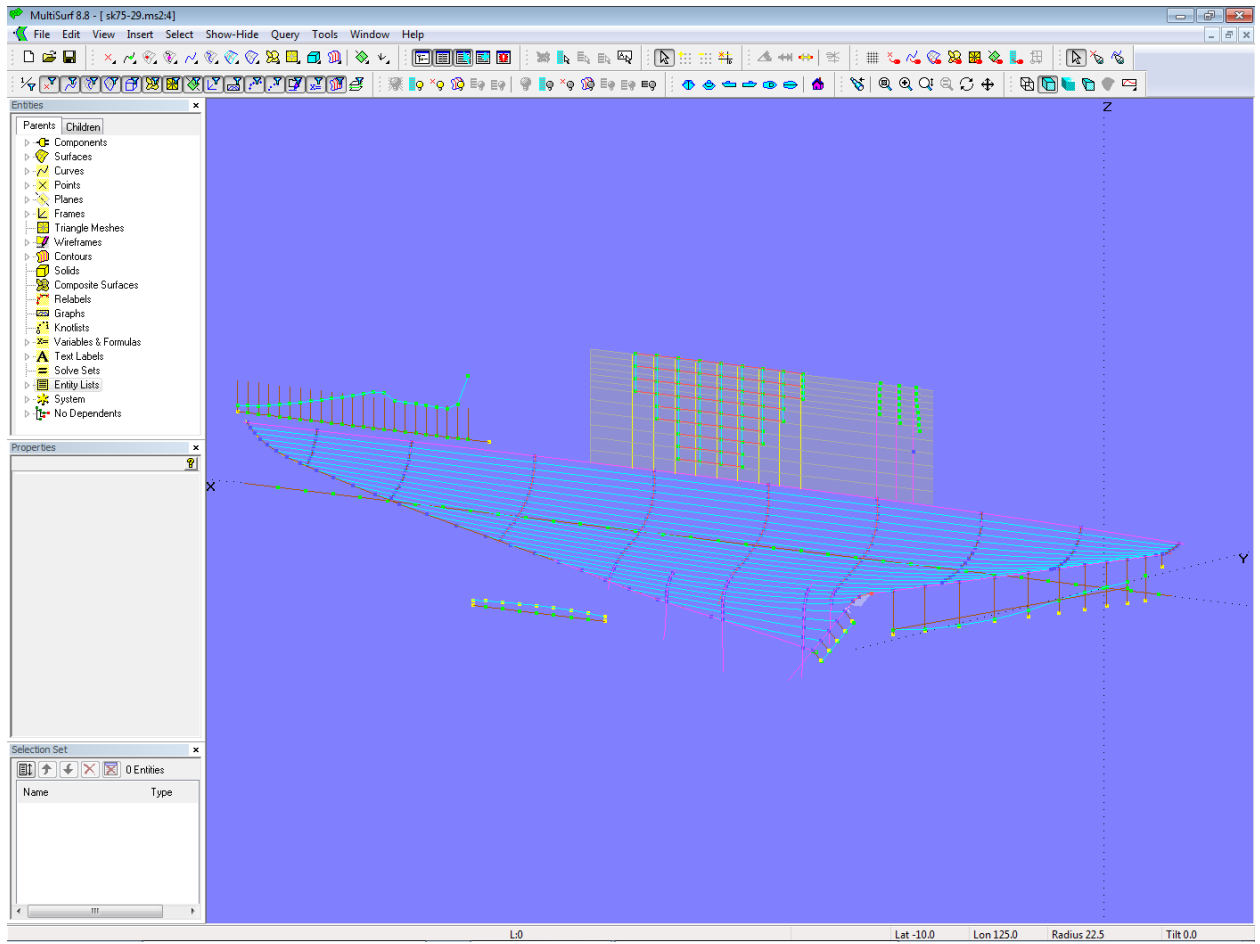 MultiSurf 8.8 - [ sk75-29.ms2:4]
File Edit View Insert Select Show-Hide Query Tools Window Help
Entities
Parents Children
Components
Surfaces
Curves
Points
Planes
Frames
Triangle Meshes
Wireframes
Contours
Solids
Composite Surfaces
Relabels
Graphs
Knotlists
Variables & Formulas
Text Labels
Solve Sets
Entity Lists
System
No Dependents
Properties
Selection Set
0 Entities
Name Type
Z
X
Y
L:0 Lat -10.0 Lon 125.0 Radius 22.5 Tilt 0.0